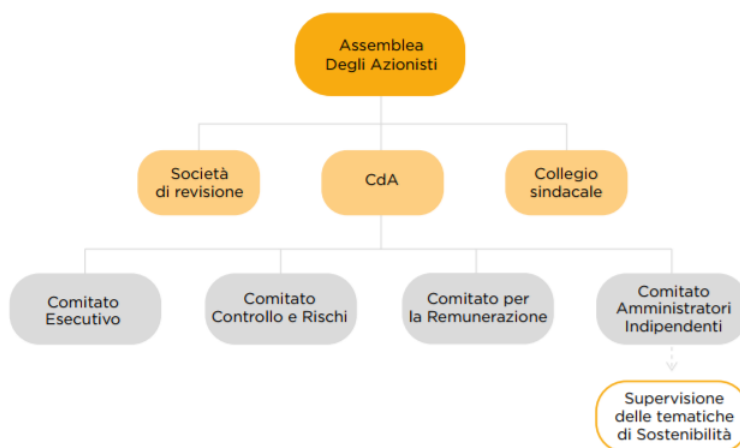 Assemblea
Degli Azionisti
Società
di revisione
CdA
Collegio
sindacale
Comitato
Esecutivo
Comitato
Controllo e Rischi
Comitato per
la Remunerazione
Comitato
Amministratori
Indipendenti
Supervisione
delle tematiche
di Sostenibilità